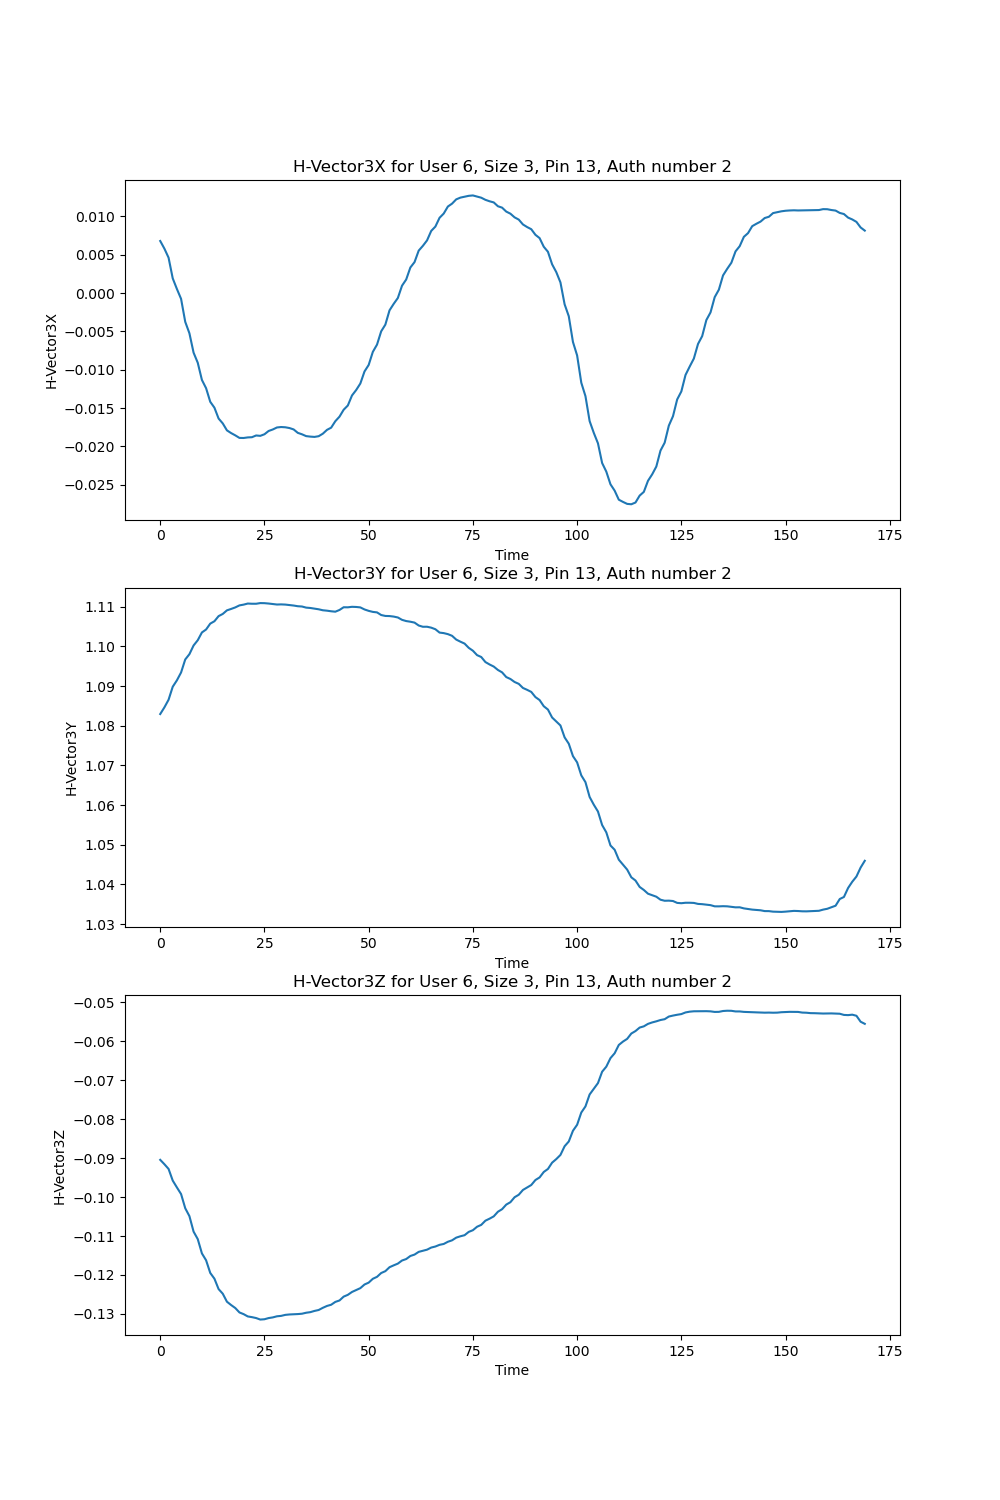 H-Vector3X for User 6, Size 3, Pin 13, Auth number 2
0.010
0.005
0.000
−0.005
−0.010
−0.015
−0.020
−0.025
H-Vector3X
0 25 50 75 100 125 150 175
Time
H-Vector3Y for User 6, Size 3, Pin 13, Auth number 2
1.11
1.10
1.09
1.08
1.07
1.06
1.05
1.04
1.03
H-Vector3Y
0 25 50 75 100 125 150 175
Time
H-Vector3Z for User 6, Size 3, Pin 13, Auth number 2
−0.05
−0.06
−0.07
−0.08
−0.09
−0.10
−0.11
−0.12
−0.13
H-Vector3Z
0 25 50 75 100 125 150 175
Time